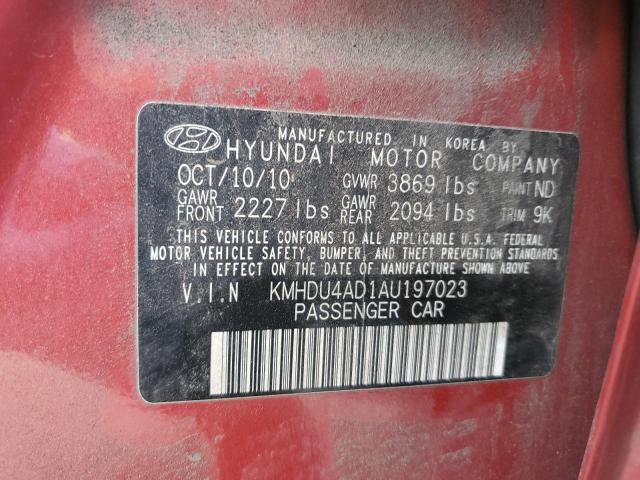 MANUFACTURED IN KOREA BY
HYUNDAI MOTOR COMPANY
OCT/10/10 GVWR 3869 lbs PAINT ND
GAWR FRONT 2227 lbs GAWR REAR 2094 lbs TRIM 9K
THIS VEHICLE CONFORMS TO ALL APPLICABLE U.S.A. FEDERAL
MOTOR VEHICLE SAFETY, BUMPER, AND THEFT PREVENTION STANDARDS
IN EFFECT ON THE DATE OF MANUFACTURE SHOWN ABOVE.
V.I.N KMHDU4AD1AU197023
PASSENGER CAR